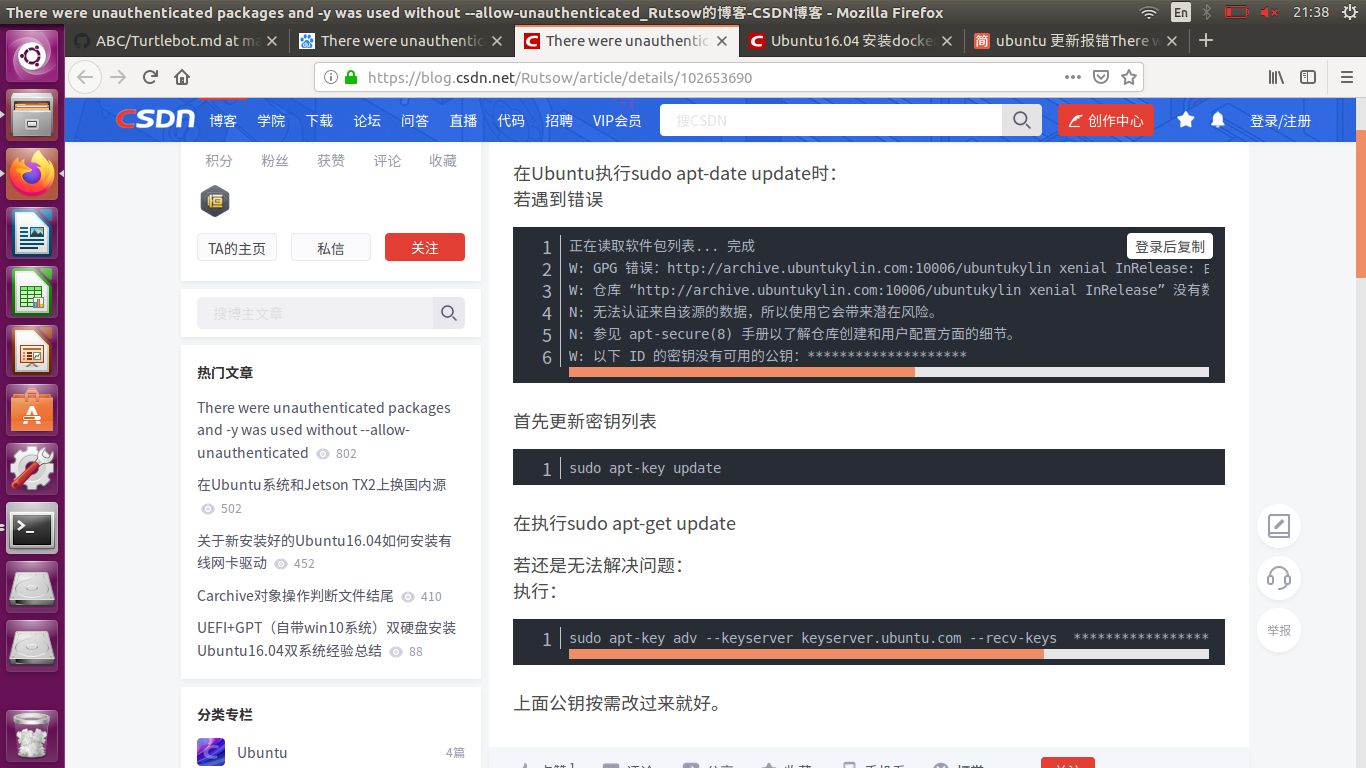 There were unauthenticated packages and -y was used without --allow-unauthenticated_Rutsow的博客-CSDN博客 - Mozilla Firefox
En
21:38
ABC/Turtlebot.md at ma
There were unauthentic
There were unauthentic
Ubuntu16.04 安装docke
ubuntu 更新报错There w
https://blog.csdn.net/Rutsow/article/details/102653690
CSDN 博客 学院 下载 论坛 问答 直播 代码 招聘 VIP会员
搜CSDN
创作中心
登录/注册
积分 粉丝 获赞 评论 收藏
TA的主页 私信 关注
搜博主文章
热门文章
There were unauthenticated packages
and -y was used without --allow-
unauthenticated 802
在Ubuntu系统和Jetson TX2上换国内源
502
关于新安装好的Ubuntu16.04如何安装有
线网卡驱动 452
Carchive对象操作判断文件结尾 410
UEFI+GPT（自带win10系统）双硬盘安装
Ubuntu16.04双系统经验总结 88
分类专栏
Ubuntu 4篇
在Ubuntu执行sudo apt-date update时：
若遇到错误
登录后复制
1 正在读取软件包列表... 完成
2 W: GPG 错误：http://archive.ubuntukylin.com:10006/ubuntukylin xenial InRelease: 由
3 W: 仓库 “http://archive.ubuntukylin.com:10006/ubuntukylin xenial InRelease” 没有数
4 N: 无法认证来自该源的数据，所以使用它会带来潜在风险。
5 N: 参见 apt-secure(8) 手册以了解仓库创建和用户配置方面的细节。
6 W: 以下 ID 的密钥没有可用的公钥：********************
首先更新密钥列表
1 sudo apt-key update
在执行sudo apt-get update
若还是无法解决问题：
执行：
1 sudo apt-key adv --keyserver keyserver.ubuntu.com --recv-keys *****************
上面公钥按需改过来就好。
举报